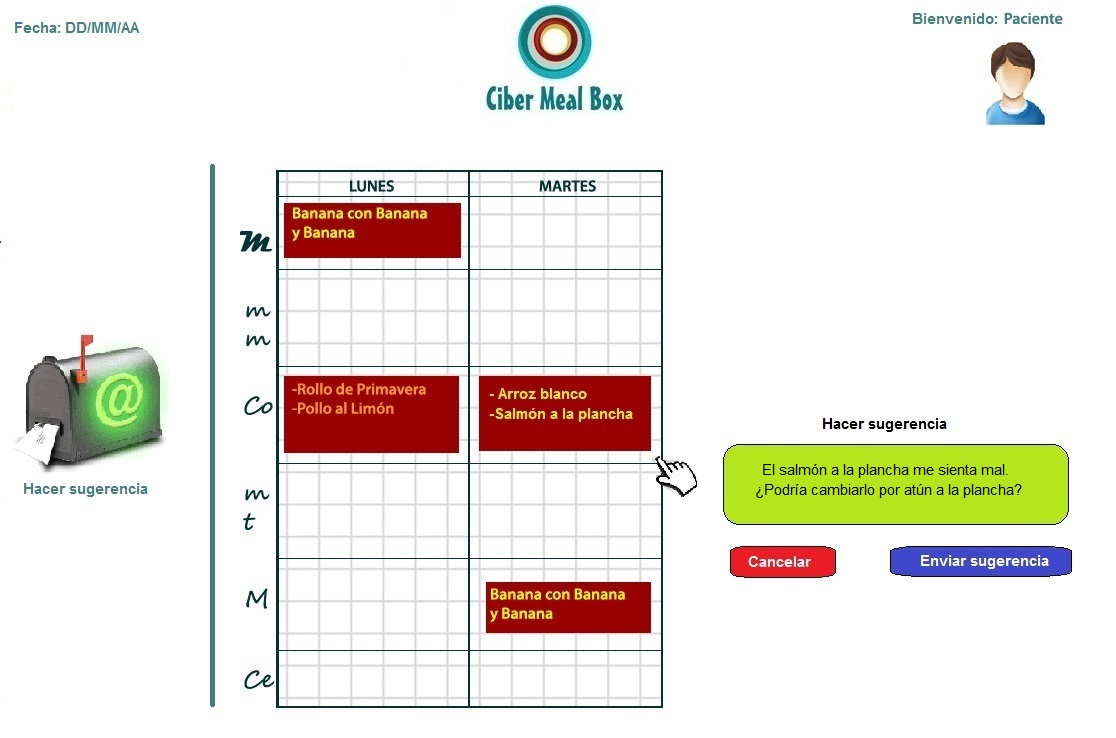 Fecha: DD/MM/AA
Bienvenido: Paciente
Ciber Meal Box
LUNES
MARTES
m
Banana con Banana
y Banana
m
m
Co
-Rollo de Primavera
-Pollo al Limón
- Arroz blanco
-Salmón a la plancha
m
t
M
Banana con Banana
y Banana
Ce
@
Hacer sugerencia
Hacer sugerencia
El salmón a la plancha me sienta mal.
¿Podría cambiarlo por atún a la plancha?
Cancelar
Enviar sugerencia